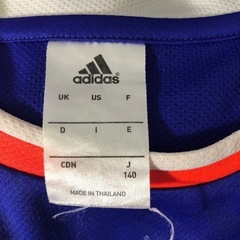 adidas
UK US F
D I E
CDN J
140
MADE IN THAILAND